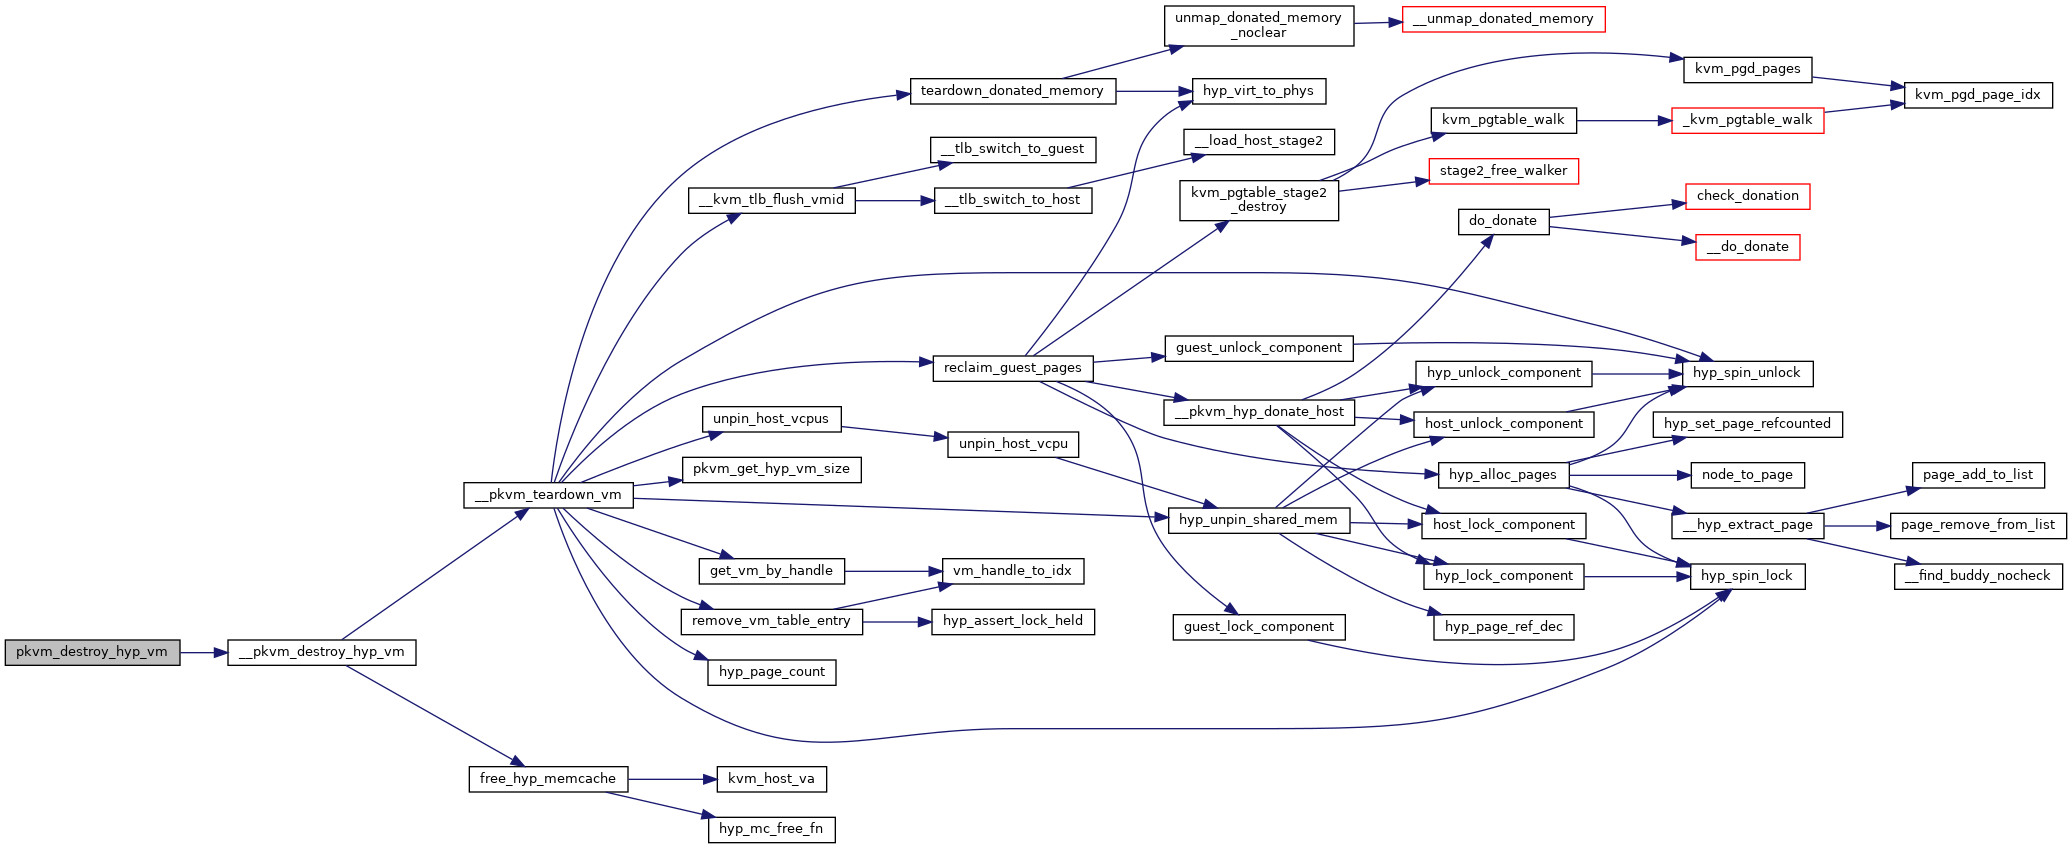 unmap_donated_memory
_noclear
__unmap_donated_memory
kvm_pgd_pages
teardown_donated_memory
hyp_virt_to_phys
kvm_pgd_page_idx
kvm_pgtable_walk
_kvm_pgtable_walk
__tlb_switch_to_guest
__load_host_stage2
stage2_free_walker
__kvm_tlb_flush_vmid
__tlb_switch_to_host
kvm_pgtable_stage2
_destroy
check_donation
do_donate
__do_donate
reclaim_guest_pages
guest_unlock_component
hyp_unlock_component
hyp_spin_unlock
unpin_host_vcpus
__pkvm_hyp_donate_host
host_unlock_component
hyp_set_page_refcounted
unpin_host_vcpu
pkvm_get_hyp_vm_size
hyp_alloc_pages
node_to_page
page_add_to_list
__pkvm_teardown_vm
hyp_unpin_shared_mem
host_lock_component
__hyp_extract_page
page_remove_from_list
get_vm_by_handle
vm_handle_to_idx
hyp_lock_component
hyp_spin_lock
__find_buddy_nocheck
remove_vm_table_entry
hyp_assert_lock_held
guest_lock_component
hyp_page_ref_dec
pkvm_destroy_hyp_vm
__pkvm_destroy_hyp_vm
hyp_page_count
free_hyp_memcache
kvm_host_va
hyp_mc_free_fn